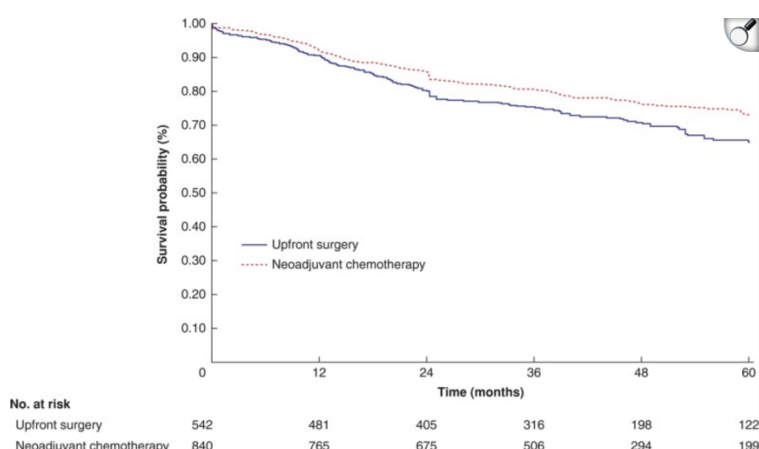 1.00
0.90
0.80
0.70
0.60
0.50
0.40
0.30
0.20
0.10
Survival probability (%)
Upfront surgery
Neoadjuvant chemotherapy
0 12 24 36 48 60
Time (months)
No. at risk
Upfront surgery 542 481 405 316 198 122
Neoadjuvant chemotherapy 840 765 675 506 294 199